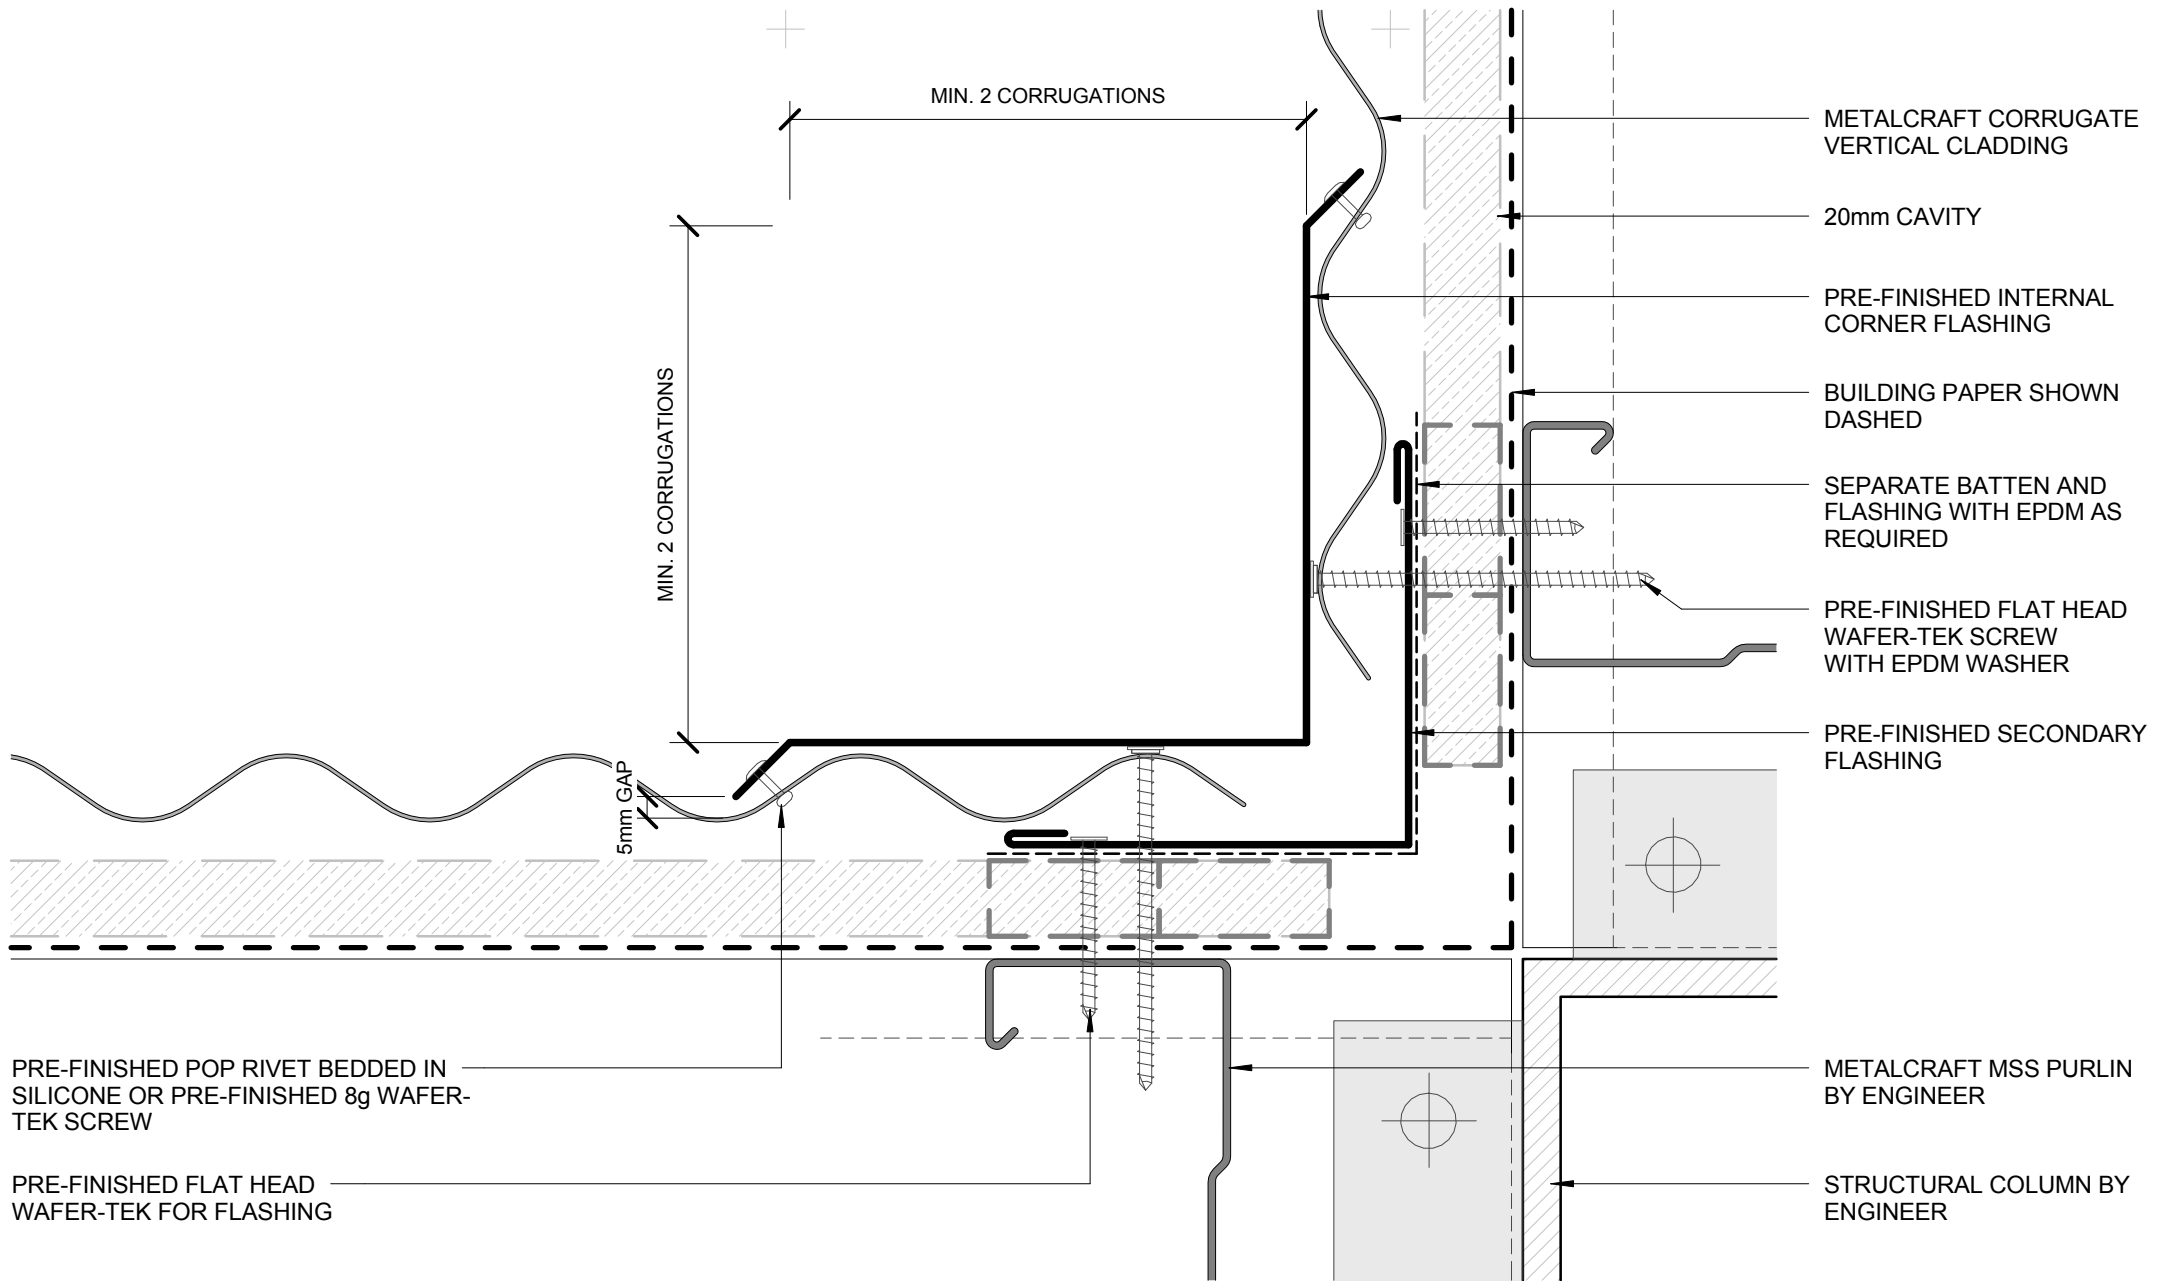 MIN. 2 CORRUGATIONS
METALCRAFT CORRUGATE
VERTICAL CLADDING
20mm CAVITY
PRE-FINISHED INTERNAL
CORNER FLASHING
MIN. 2 CORRUGATIONS
BUILDING PAPER SHOWN
DASHED
SEPARATE BATTEN AND
FLASHING WITH EPDM AS
REQUIRED
PRE-FINISHED FLAT HEAD
WAFER-TEK SCREW
WITH EPDM WASHER
PRE-FINISHED SECONDARY
FLASHING
5mm GAP
PRE-FINISHED POP RIVET BEDDED IN
SILICONE OR PRE-FINISHED 8g WAFER-
TEK SCREW
METALCRAFT MSS PURLIN
BY ENGINEER
PRE-FINISHED FLAT HEAD
WAFER-TEK FOR FLASHING
STRUCTURAL COLUMN BY
ENGINEER